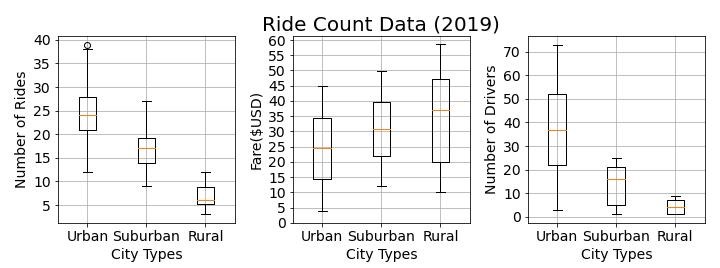 Ride Count Data (2019)
Number of Rides
40
35
30
25
20
15
10
5
Urban Suburban Rural
City Types
Fare($USD)
60
55
50
45
40
35
30
25
20
15
10
5
0
Urban Suburban Rural
City Types
Number of Drivers
70
60
50
40
30
20
10
0
Urban Suburban Rural
City Types